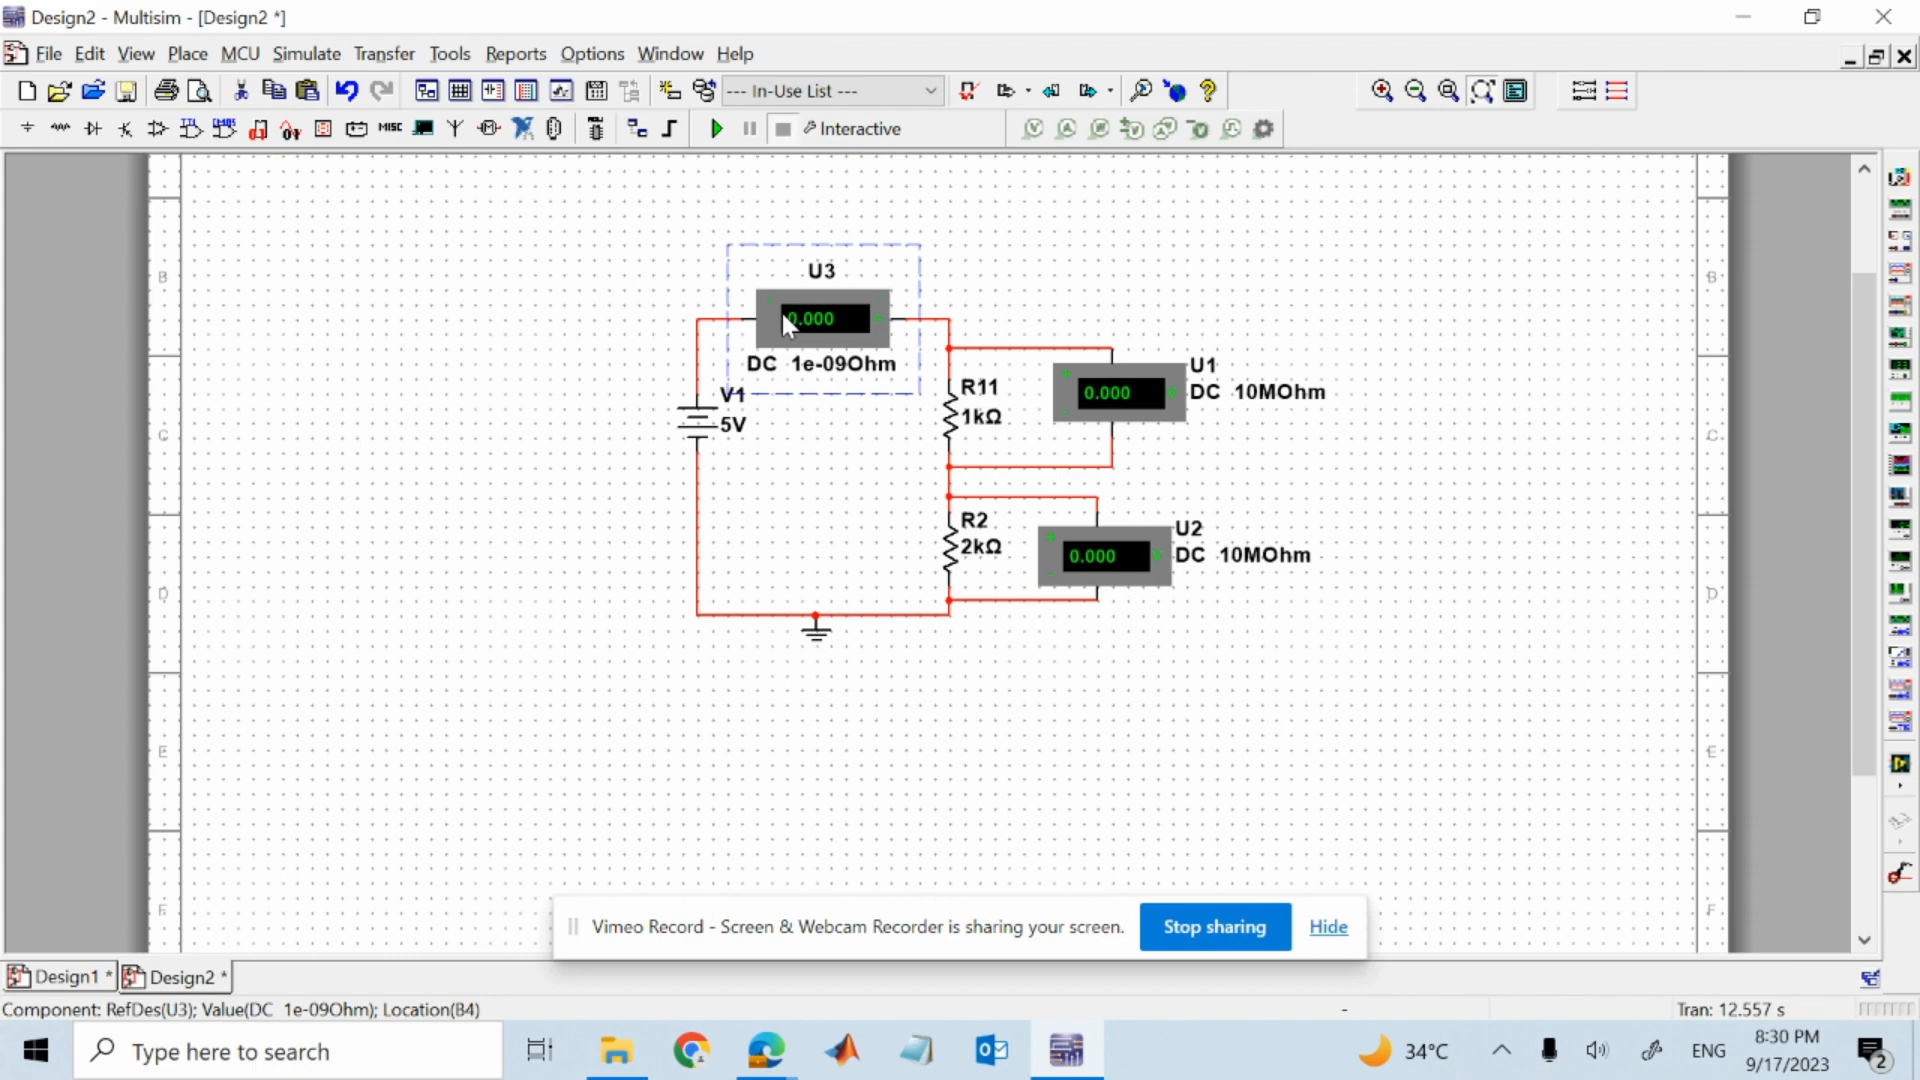 Design2 - Multisim - [Design2 *]
File Edit View Place MCU Simulate Transfer Tools Reports Options Window Help
--- In-Use List ---
MISC
Interactive
B
B
U3
0.000
DC 1e-09Ohm
V1
5V
R11
1kΩ
U1
0.000
DC 10MOhm
C
C
R2
2kΩ
U2
0.000
DC 10MOhm
D
D
E
E
F
F
Vimeo Record - Screen & Webcam Recorder is sharing your screen. Stop sharing Hide
Design1 * Design2 *
Component: RefDes(U3); Value(DC 1e-09Ohm); Location(B4) - Tran: 12.557 s
Type here to search
34°C
ENG
8:30 PM
9/17/2023
2